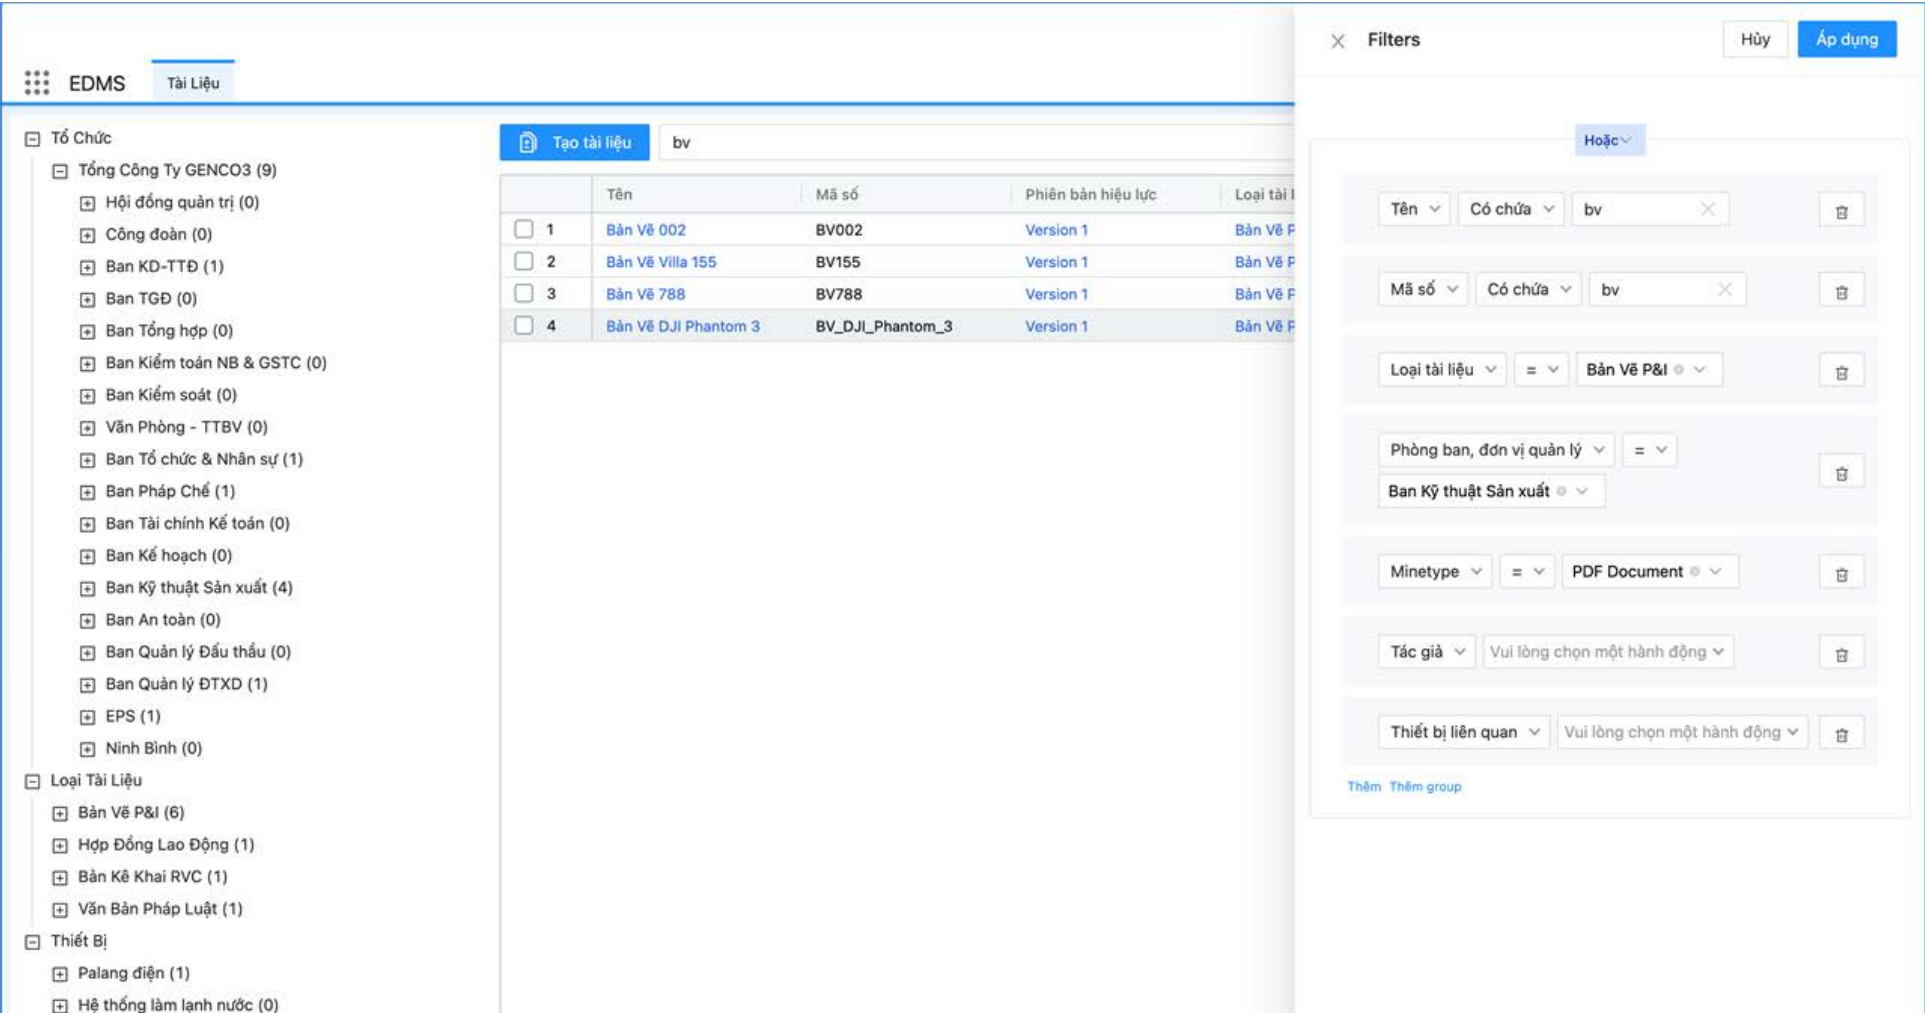 EDMS
Tài Liệu
Tổ Chức
Tổng Công Ty GENCO3 (9)
Hội đồng quản trị (0)
Công đoàn (0)
Ban KD-TTĐ (1)
Ban TGĐ (0)
Ban Tổng hợp (0)
Ban Kiểm toán NB & GSTC (0)
Ban Kiểm soát (0)
Văn Phòng - TTBV (0)
Ban Tổ chức & Nhân sự (1)
Ban Pháp Chế (1)
Ban Tài chính Kế toán (0)
Ban Kế hoạch (0)
Ban Kỹ thuật Sản xuất (4)
Ban An toàn (0)
Ban Quản lý Đấu thầu (0)
Ban Quản lý ĐTXD (1)
EPS (1)
Ninh Bình (0)
Loại Tài Liệu
Bản Vẽ P&I (6)
Hợp Đồng Lao Động (1)
Bản Kê Khai RVC (1)
Văn Bản Pháp Luật (1)
Thiết Bị
Palang điện (1)
Hệ thống làm lạnh nước (0)
Tạo tài liệu bv
Tên Mã số Phiên bản hiệu lực Loại tài l
1 Bản Vẽ 002 BV002 Version 1 Bản Vẽ P
2 Bản Vẽ Villa 155 BV155 Version 1 Bản Vẽ P
3 Bản Vẽ 788 BV788 Version 1 Bản Vẽ P
4 Bản Vẽ DJI Phantom 3 BV_DJI_Phantom_3 Version 1 Bản Vẽ P
Filters Hủy Áp dụng
Hoặc
Tên Có chứa bv
Mã số Có chứa bv
Loại tài liệu = Bản Vẽ P&I
Phòng ban, đơn vị quản lý =
Ban Kỹ thuật Sản xuất
Minetype = PDF Document
Tác giả Vui lòng chọn một hành động
Thiết bị liên quan Vui lòng chọn một hành động
Thêm Thêm group